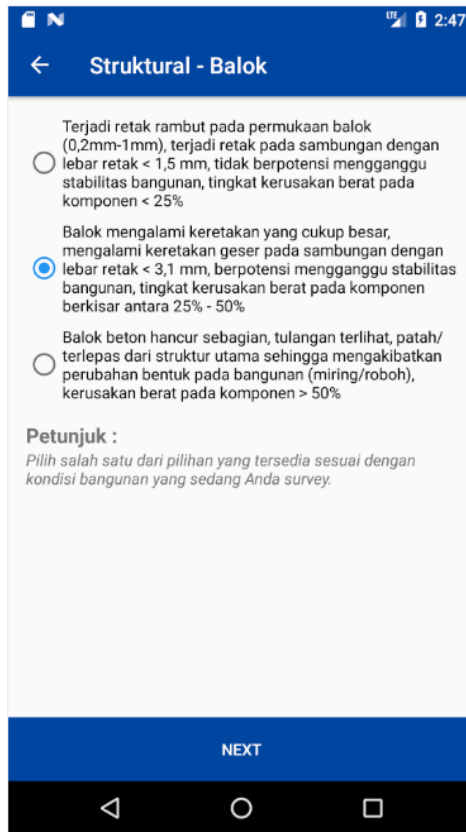 LTE 2:47
Struktural - Balok
Terjadi retak rambut pada permukaan balok
(0,2mm-1mm), terjadi retak pada sambungan dengan
lebar retak < 1,5 mm, tidak berpotensi mengganggu
stabilitas bangunan, tingkat kerusakan berat pada
komponen < 25%
Balok mengalami keretakan yang cukup besar,
mengalami keretakan geser pada sambungan dengan
lebar retak < 3,1 mm, berpotensi mengganggu stabilitas
bangunan, tingkat kerusakan berat pada komponen
berkisar antara 25% - 50%
Balok beton hancur sebagian, tulangan terlihat, patah/
terlepas dari struktur utama sehingga mengakibatkan
perubahan bentuk pada bangunan (miring/roboh),
kerusakan berat pada komponen > 50%
Petunjuk :
Pilih salah satu dari pilihan yang tersedia sesuai dengan
kondisi bangunan yang sedang Anda survey.
NEXT